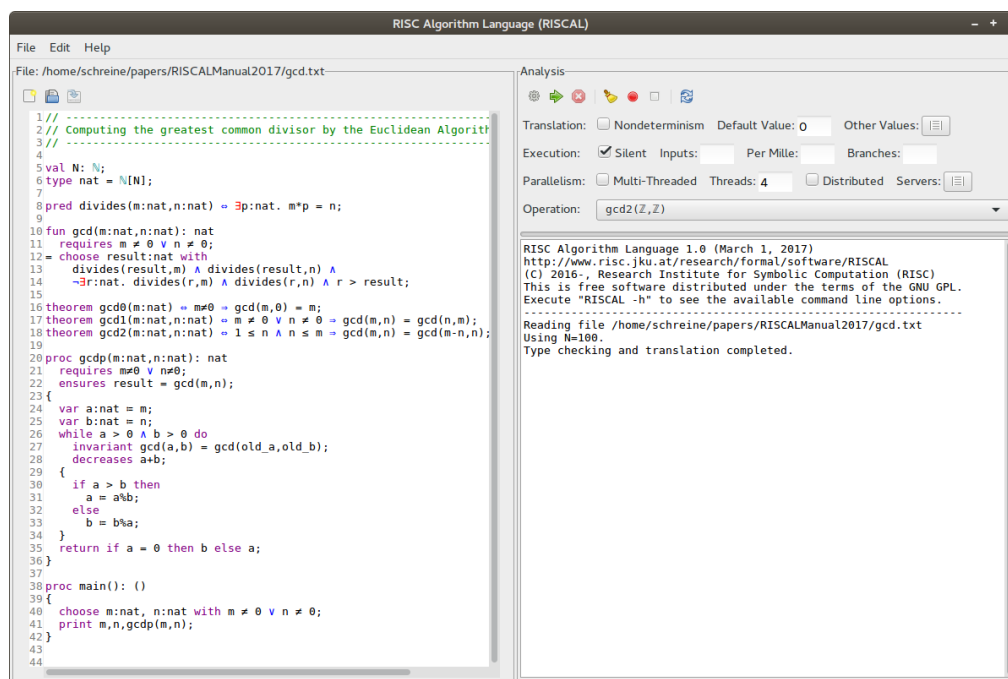 RISC Algorithm Language (RISCAL)
File Edit Help
File: /home/schreine/papers/RISCALManual2017/gcd.txt
1 // -----------------------------------------------------------------
2 // Computing the greatest common divisor by the Euclidean Algorith
3 // -----------------------------------------------------------------
4
5 val N: ℕ;
6 type nat = ℕ[N];
7
8 pred divides(m:nat,n:nat) ⇔ ∃p:nat. m*p = n;
9
10 fun gcd(m:nat,n:nat): nat
11   requires m ≠ 0 ∨ n ≠ 0;
12 = choose result:nat with
13     divides(result,m) ∧ divides(result,n) ∧
14     ¬∃r:nat. divides(r,m) ∧ divides(r,n) ∧ r > result;
15
16 theorem gcd0(m:nat) ⇔ m≠0 ⇒ gcd(m,0) = m;
17 theorem gcd1(m:nat,n:nat) ⇔ m ≠ 0 ∨ n ≠ 0 ⇒ gcd(m,n) = gcd(n,m);
18 theorem gcd2(m:nat,n:nat) ⇔ 1 ≤ n ∧ n ≤ m ⇒ gcd(m,n) = gcd(m-n,n);
19
20 proc gcdp(m:nat,n:nat): nat
21   requires m≠0 ∨ n≠0;
22   ensures result = gcd(m,n);
23 {
24   var a:nat ≔ m;
25   var b:nat ≔ n;
26   while a > 0 ∧ b > 0 do
27     invariant gcd(a,b) = gcd(old_a,old_b);
28     decreases a+b;
29   {
30     if a > b then
31       a ≔ a%b;
32     else
33       b ≔ b%a;
34   }
35   return if a = 0 then b else a;
36 }
37
38 proc main(): ()
39 {
40   choose m:nat, n:nat with m ≠ 0 ∨ n ≠ 0;
41   print m,n,gcdp(m,n);
42 }
43
44
Analysis
Translation: Nondeterminism Default Value: 0 Other Values:
Execution: Silent Inputs: Per Mille: Branches:
Parallelism: Multi-Threaded Threads: 4 Distributed Servers:
Operation: gcd2(ℤ,ℤ)
RISC Algorithm Language 1.0 (March 1, 2017)
http://www.risc.jku.at/research/formal/software/RISCAL
(C) 2016-, Research Institute for Symbolic Computation (RISC)
This is free software distributed under the terms of the GNU GPL.
Execute "RISCAL -h" to see the available command line options.
-----------------------------------------------------------------
Reading file /home/schreine/papers/RISCALManual2017/gcd.txt
Using N=100.
Type checking and translation completed.